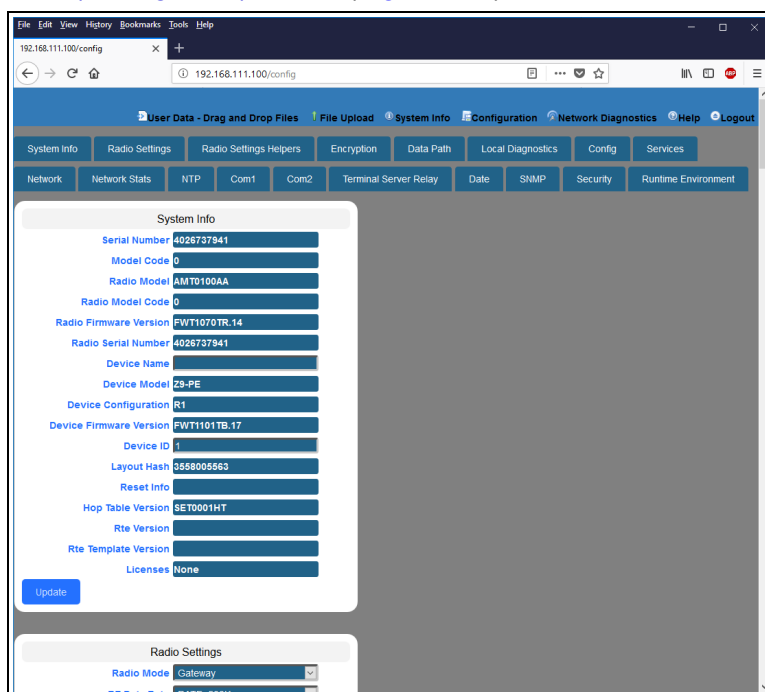 File Edit View History Bookmarks Tools Help
192.168.111.100/config
192.168.111.100/config
User Data - Drag and Drop Files File Upload System Info Configuration Network Diagnostics Help Logout
System Info Radio Settings Radio Settings Helpers Encryption Data Path Local Diagnostics Config Services
Network Network Stats NTP Com1 Com2 Terminal Server Relay Date SNMP Security Runtime Environment
System Info
Serial Number 4026737941
Model Code 0
Radio Model AMT0100AA
Radio Model Code 0
Radio Firmware Version FWT1070TR.14
Radio Serial Number 4026737941
Device Name
Device Model Z9-PE
Device Configuration R1
Device Firmware Version FWT1101TB.17
Device ID 1
Layout Hash 3558005563
Reset Info
Hop Table Version SET0001HT
Rte Version
Rte Template Version
Licenses None
Update
Radio Settings
Radio Mode Gateway